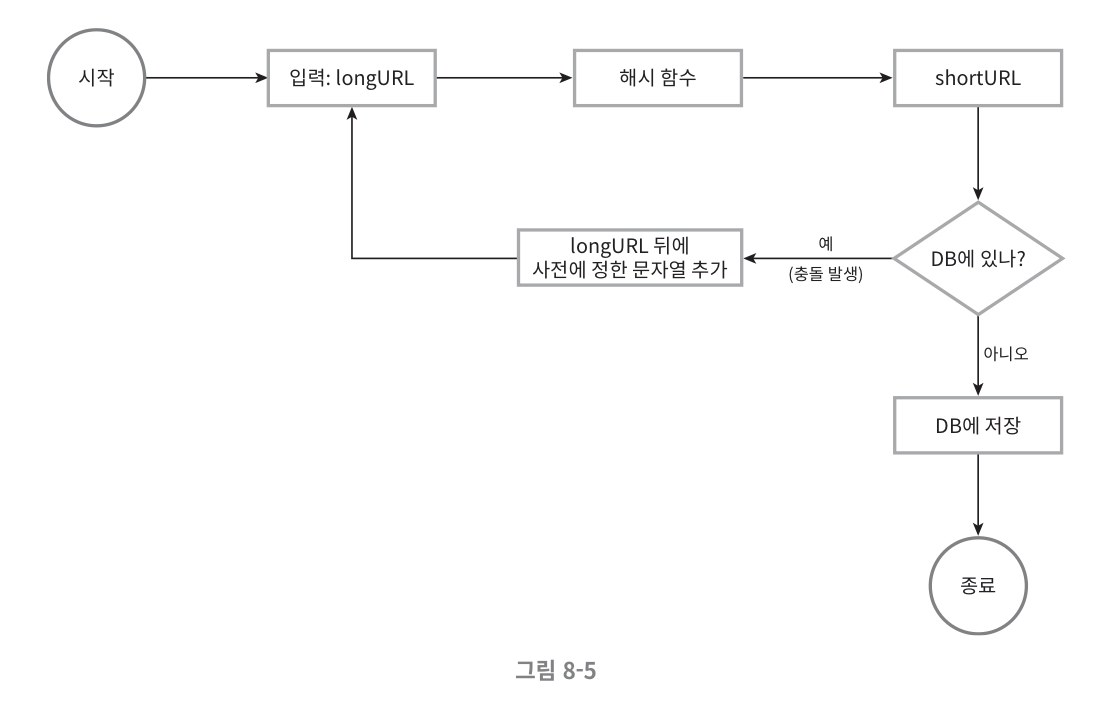 시작
입력: longURL
해시 함수
shortURL
longURL 뒤에
사전에 정한 문자열 추가
예
(충돌 발생)
DB에 있나?
아니오
DB에 저장
종료
그림 8-5